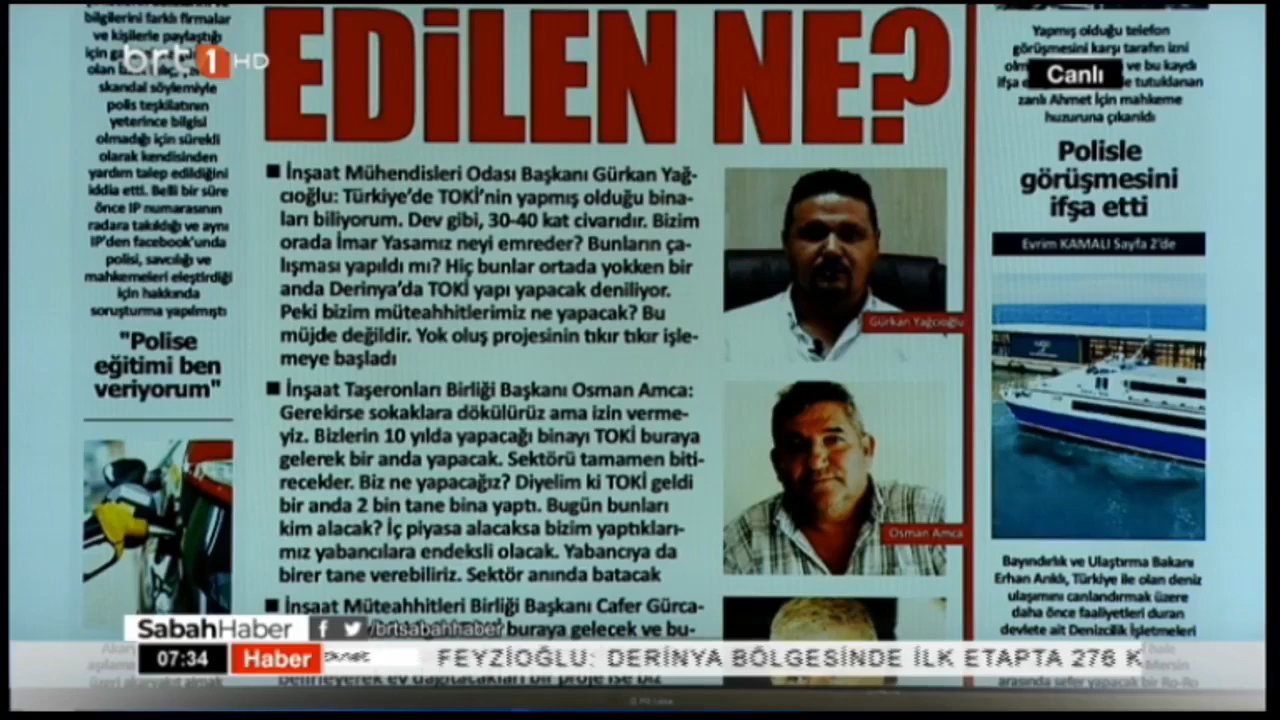 bilgilerini farklı firmalar
ve kişilerle paylaştığı
skandal söylemiyle
polis teşkilatının
yeterince bilgisi
olmadığı için sürekli
olarak kendisinden
yardım talep edildiğini
iddia etti. Belli bir süre
önce IP numarasının
radara takıldığı ve aynı
IP'den facebook'unda
polisi, savcılığı ve
mahkemeleri eleştirdiği
için hakkında
soruşturma yapılmıştı
"Polise
eğitimi ben
veriyorum"
brt 1 HD
EDİLEN NE?
■ İnşaat Mühendisleri Odası Başkanı Gürkan Yağ-
cıoğlu: Türkiye'de TOKİ'nin yapmış olduğu bina-
ları biliyorum. Dev gibi, 30-40 kat civarıdır. Bizim
orada İmar Yasamız neyi emreder? Bunların ça-
lışması yapıldı mı? Hiç bunlar ortada yokken bir
anda Derinya'da TOKİ yapı yapacak deniliyor.
Peki bizim müteahhitlerimiz ne yapacak? Bu
müjde değildir. Yok oluş projesinin tıkır tıkır işle-
meye başladı
■ İnşaat Taşeronları Birliği Başkanı Osman Amca:
Gerekirse sokaklara dökülürüz ama izin verme-
yiz. Bizlerin 10 yılda yapacağı binayı TOKİ buraya
gelerek bir anda yapacak. Sektörü tamamen biti-
recekler. Biz ne yapacağız? Diyelim ki TOKİ geldi
bir anda 2 bin tane bina yaptı. Bugün bunları
kim alacak? İç piyasa alacaksa bizim yaptıkları-
mız yabancılara endeksli olacak. Yabancıya da
birer tane verebiliriz. Sektör anında batacak
■ İnşaat Müteahhitleri Birliği Başkanı Cafer Gürca-
buraya gelecek ve bu-
Gürkan Yağcıoğlu
Osman Amca
Yapmış olduğu telefon
görüşmesini karşı tarafın izni
ve bu kaydı
tutuklanan
zanlı Ahmet İçin mahkeme
huzuruna çıkarıldı
Canlı
Polisle
görüşmesini
ifşa etti
Evrim KAMALI Sayfa 2'de
Bayındırlık ve Ulaştırma Bakanı
Erhan Arıklı, Türkiye ile olan deniz
ulaşımını canlandırmak üzere
daha önce faaliyetleri duran
devlete ait Denizcilik İşletmeleri
SabahHaber
/brtsabahhaber
07:34 Haber
FEYZİOĞLU: DERİNYA BÖLGESİNDE İLK ETAPTA 276 K